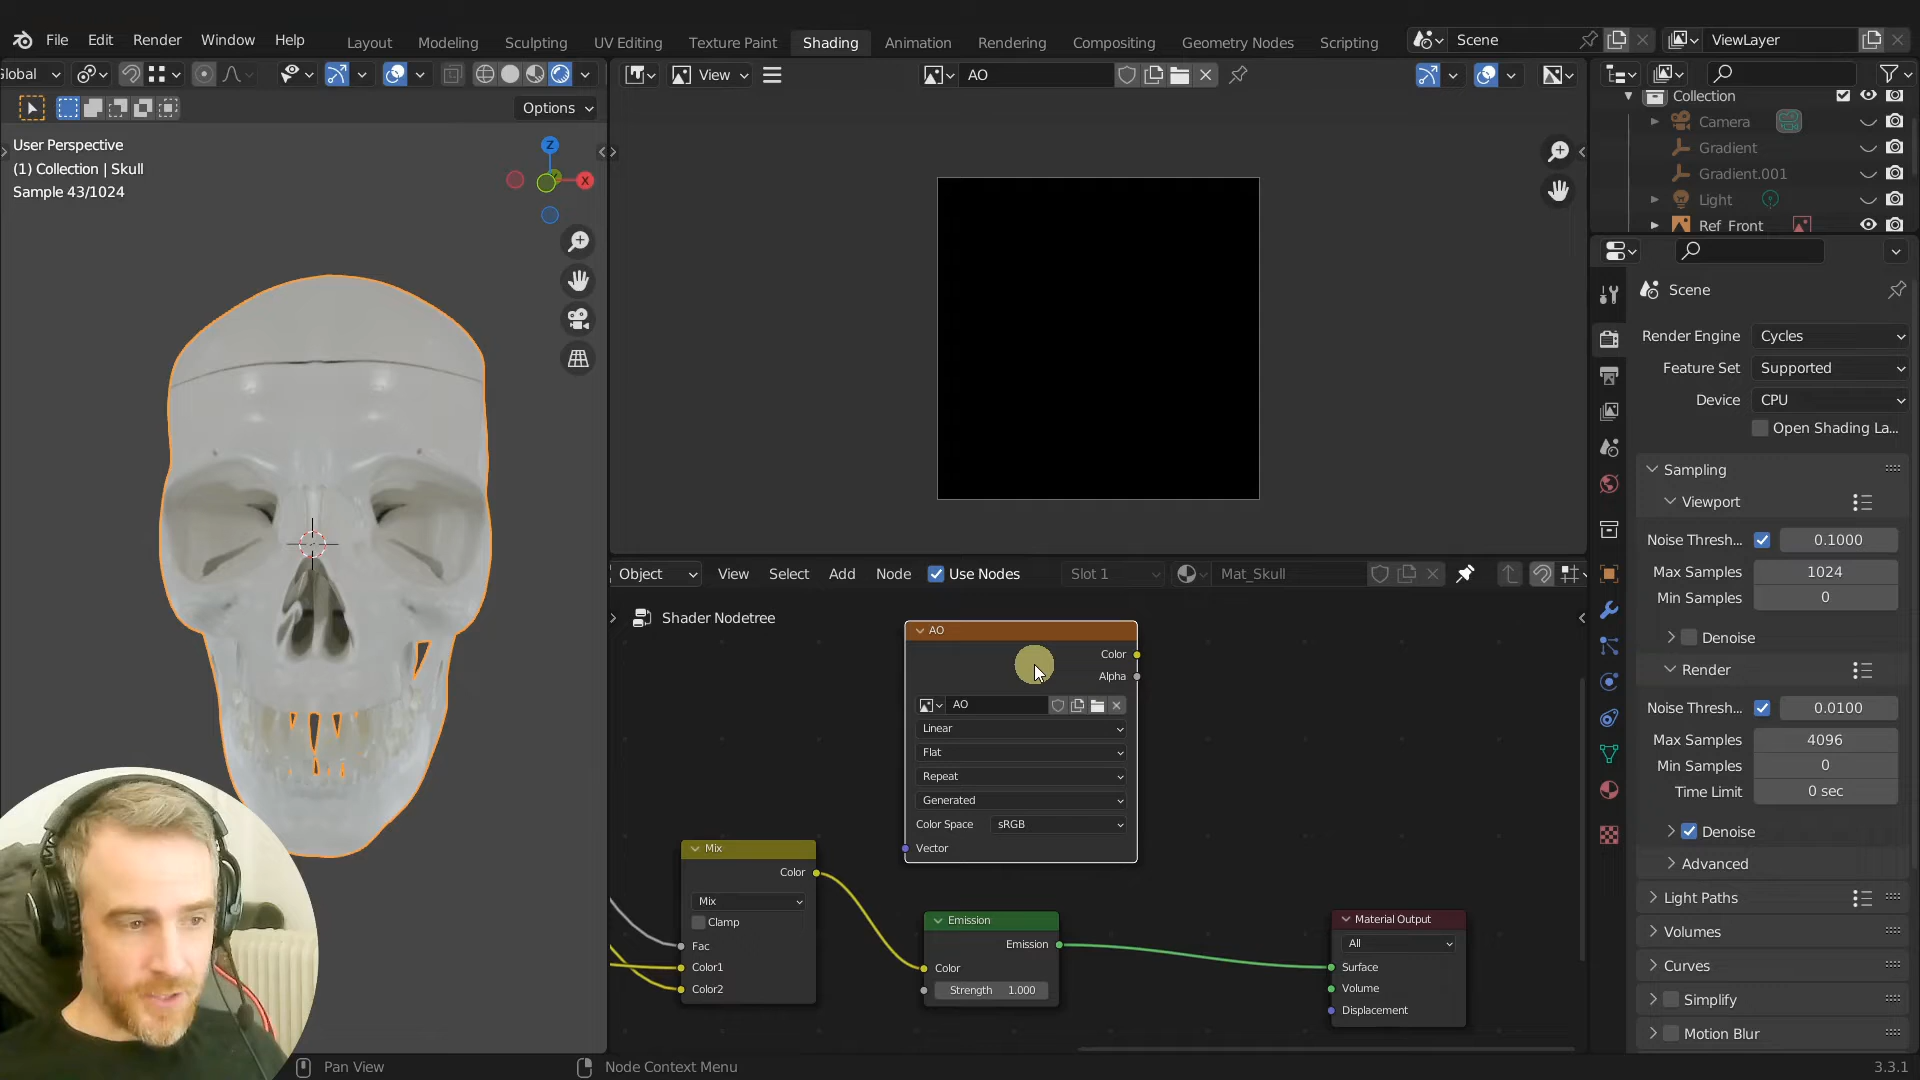 File Edit Render Window Help
Layout Modeling Sculpting UV Editing Texture Paint Shading Animation Rendering Compositing Geometry Nodes Scripting
Scene
ViewLayer
Global
Options
User Perspective
(1) Collection | Skull
Sample 43/1024
Z
X
View
AO
Collection
Camera
Gradient
Gradient.001
Light
Ref_Front
Scene
Render Engine Cycles
Feature Set Supported
Device CPU
Open Shading La...
Sampling
Viewport
Noise Thresh... 0.1000
Max Samples 1024
Min Samples 0
Denoise
Render
Noise Thresh... 0.0100
Max Samples 4096
Min Samples 0
Time Limit 0 sec
Denoise
Advanced
Light Paths
Volumes
Curves
Simplify
Motion Blur
Object View Select Add Node Use Nodes Slot 1 Mat_Skull
Shader Nodetree
AO
Color
Alpha
AO
Linear
Flat
Repeat
Generated
Color Space sRGB
Vector
Mix
Color
Mix
Clamp
Fac
Color1
Color2
Emission
Emission
Color
Strength 1.000
Material Output
All
Surface
Volume
Displacement
Pan View
Node Context Menu
3.3.1